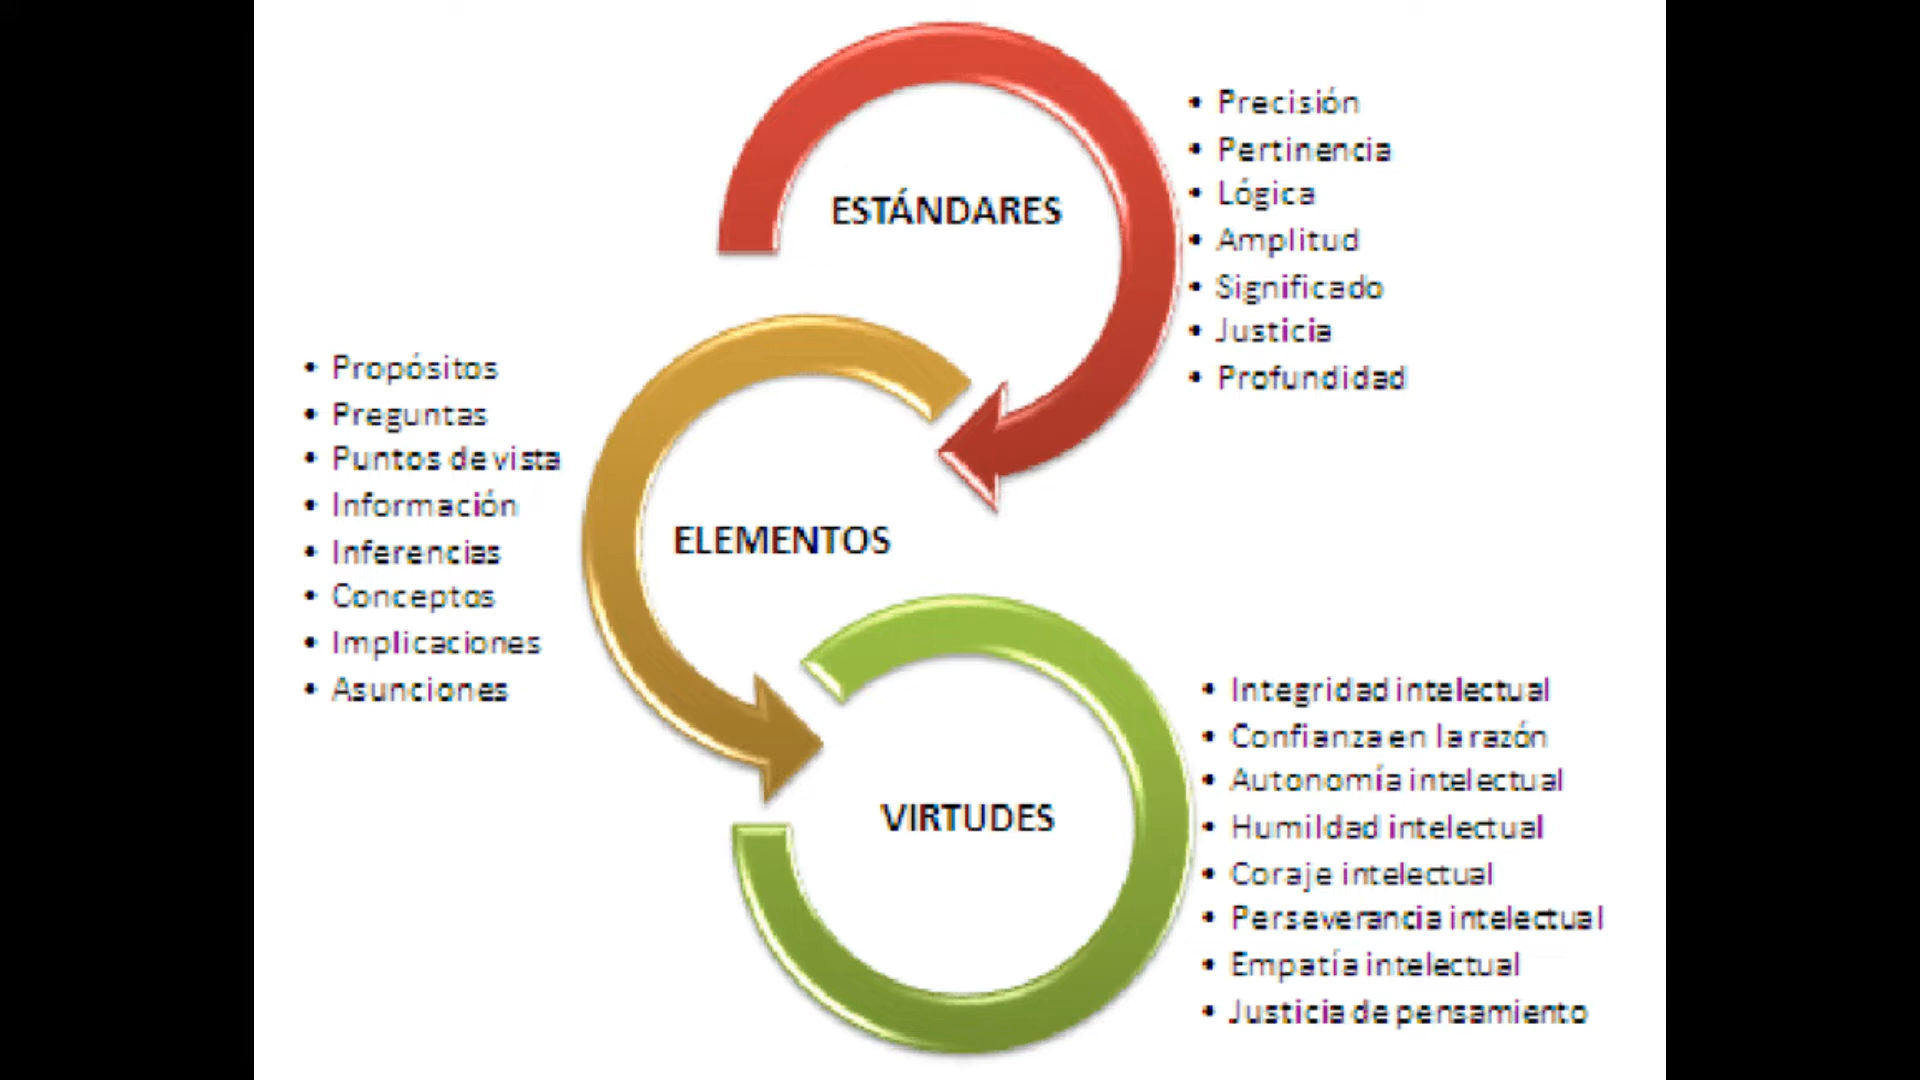 ESTÁNDARES
• Precisión
• Pertinencia
• Lógica
• Amplitud
• Significado
• Justicia
• Profundidad
ELEMENTOS
• Propósitos
• Preguntas
• Puntos de vista
• Información
• Inferencias
• Conceptos
• Implicaciones
• Asunciones
VIRTUDES
• Integridad intelectual
• Confianza en la razón
• Autonomía intelectual
• Humildad intelectual
• Coraje intelectual
• Perseverancia intelectual
• Empatía intelectual
• Justicia de pensamiento